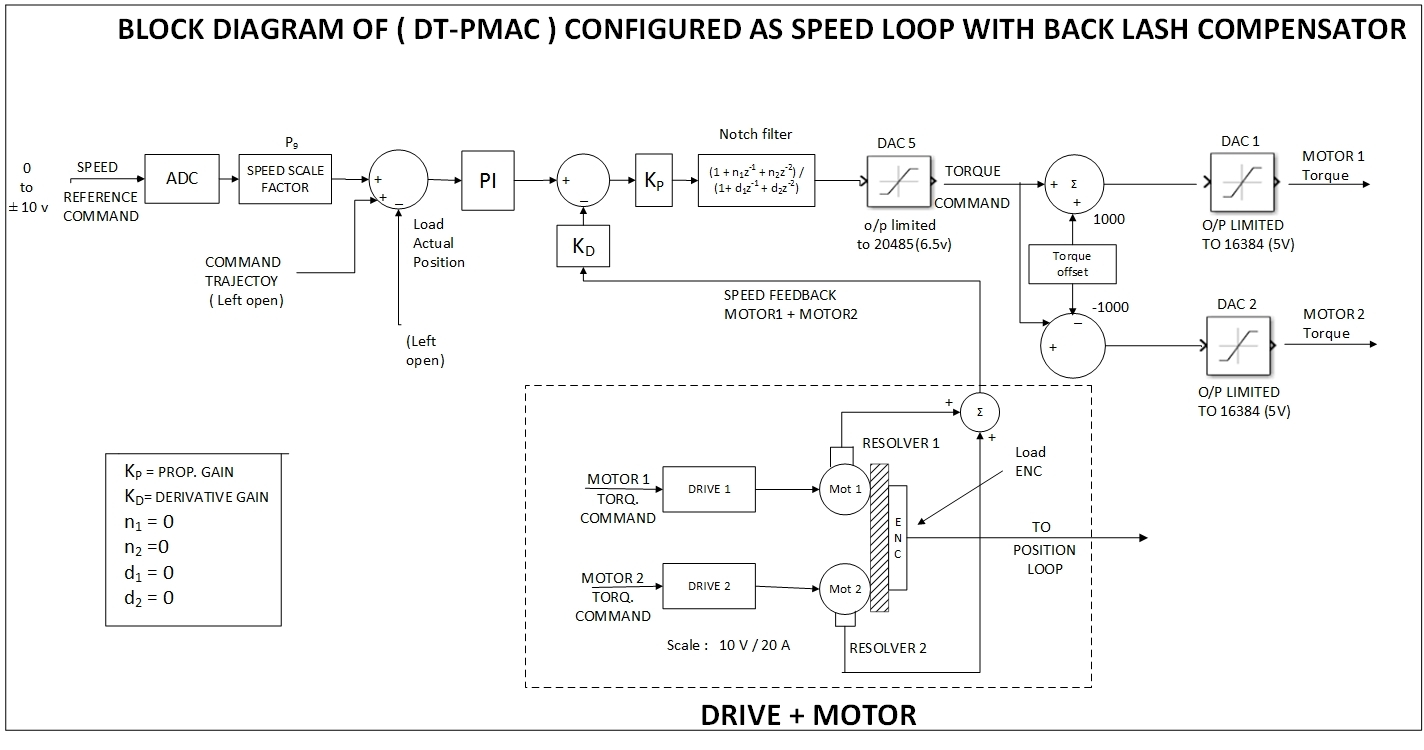 BLOCK DIAGRAM OF ( DT-PMAC ) CONFIGURED AS SPEED LOOP WITH BACK LASH COMPENSATOR
0
to
± 10 v
SPEED
REFERENCE
COMMAND
ADC
P9
SPEED SCALE
FACTOR
+
+
−
COMMAND
TRAJECTOY
( Left open)
Load
Actual
Position
(Left
open)
PI
+
−
KD
KP
Notch filter
(1 + n1z-1 + n2z-2) /
(1+ d1z-1 + d2z-2)
DAC 5
o/p limited
to 20485(6.5v)
TORQUE
COMMAND
+
Σ
+
1000
Torque
offset
-1000
−
+
DAC 1
O/P LIMITED
TO 16384 (5V)
MOTOR 1
Torque
DAC 2
O/P LIMITED
TO 16384 (5V)
MOTOR 2
Torque
SPEED FEEDBACK
MOTOR1 + MOTOR2
+
Σ
+
RESOLVER 1
Load
ENC
MOTOR 1
TORQ.
COMMAND
DRIVE 1
Mot 1
E
N
C
TO
POSITION
LOOP
MOTOR 2
TORQ.
COMMAND
DRIVE 2
Mot 2
Scale : 10 V / 20 A
RESOLVER 2
KP = PROP. GAIN
KD= DERIVATIVE GAIN
n1 = 0
n2 =0
d1 = 0
d2 = 0
DRIVE + MOTOR